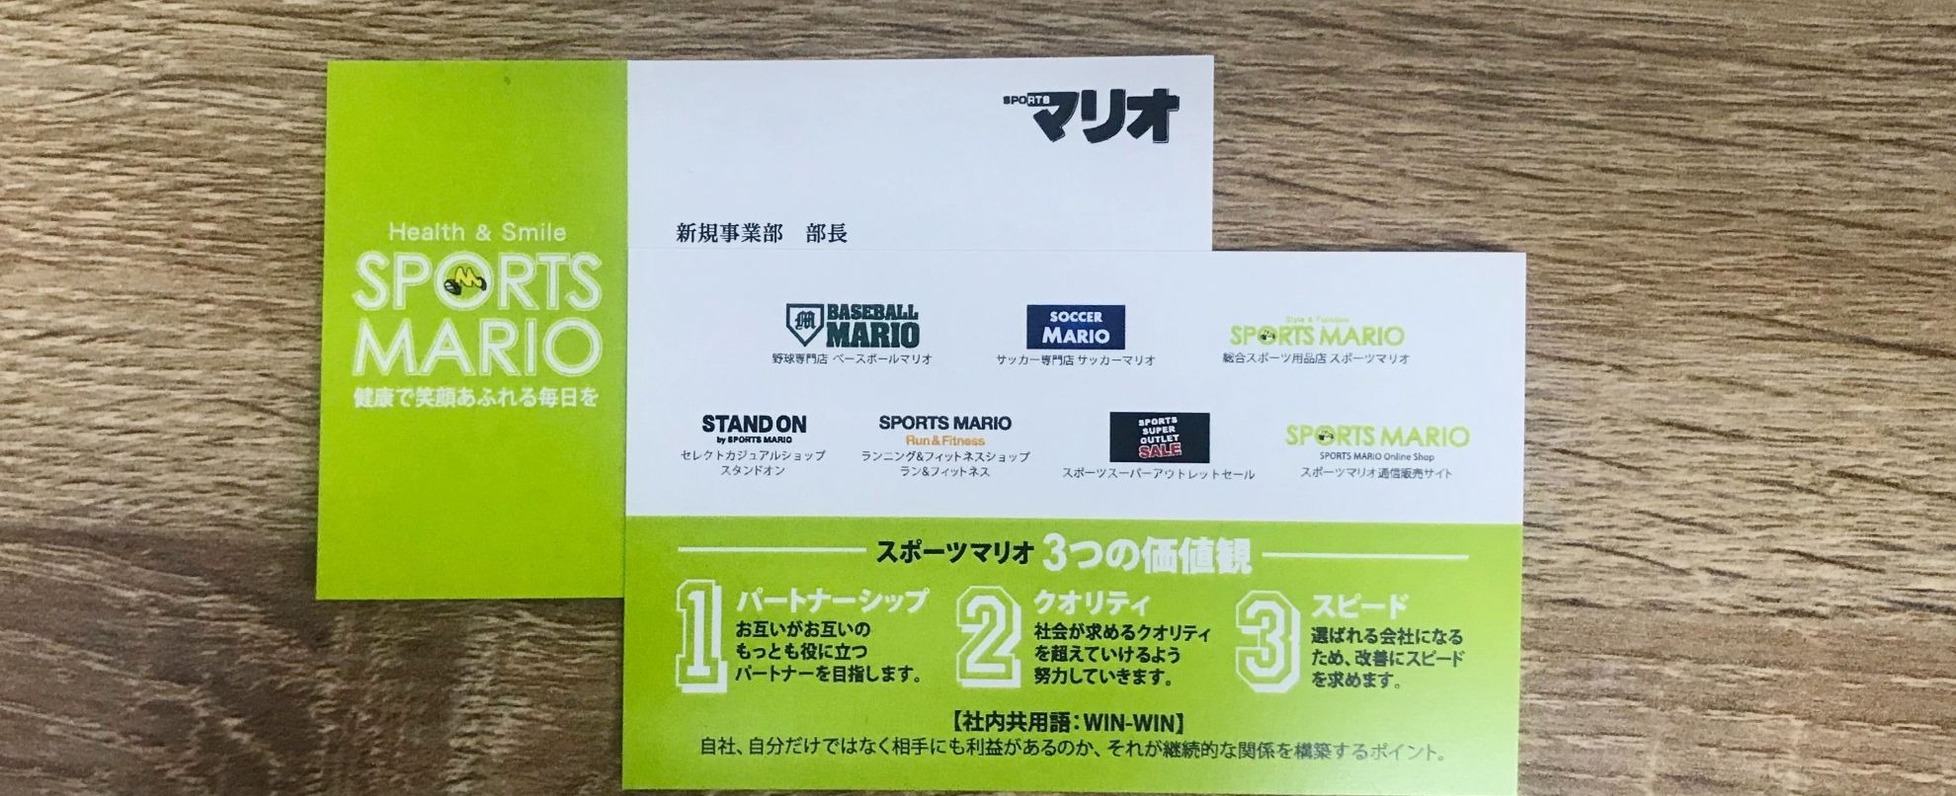 Health & Smile
SPORTS
MARIO
健康で笑顔あふれる毎日を
SPORTS
マリオ
新規事業部　部長
M BASEBALL
MARIO
野球専門店 ベースボールマリオ
SOCCER
MARIO
サッカー専門店 サッカーマリオ
Style & Function
SPORTS MARIO
総合スポーツ用品店 スポーツマリオ
STAND ON
by SPORTS MARIO
セレクトカジュアルショップ
スタンドオン
SPORTS MARIO
Run & Fitness
ランニング&フィットネスショップ
ラン&フィットネス
SPORTS
SUPER
OUTLET
SALE
スポーツスーパーアウトレットセール
SPORTS MARIO
SPORTS MARIO Online Shop
スポーツマリオ通信販売サイト
スポーツマリオ 3つの価値観
1 パートナーシップ
お互いがお互いの
もっとも役に立つ
パートナーを目指します。
2 クオリティ
社会が求めるクオリティ
を超えていけるよう
努力していきます。
3 スピード
選ばれる会社になる
ため、改善にスピード
を求めます。
【社内共用語：WIN-WIN】
自社、自分だけではなく相手にも利益があるのか、それが継続的な関係を構築するポイント。